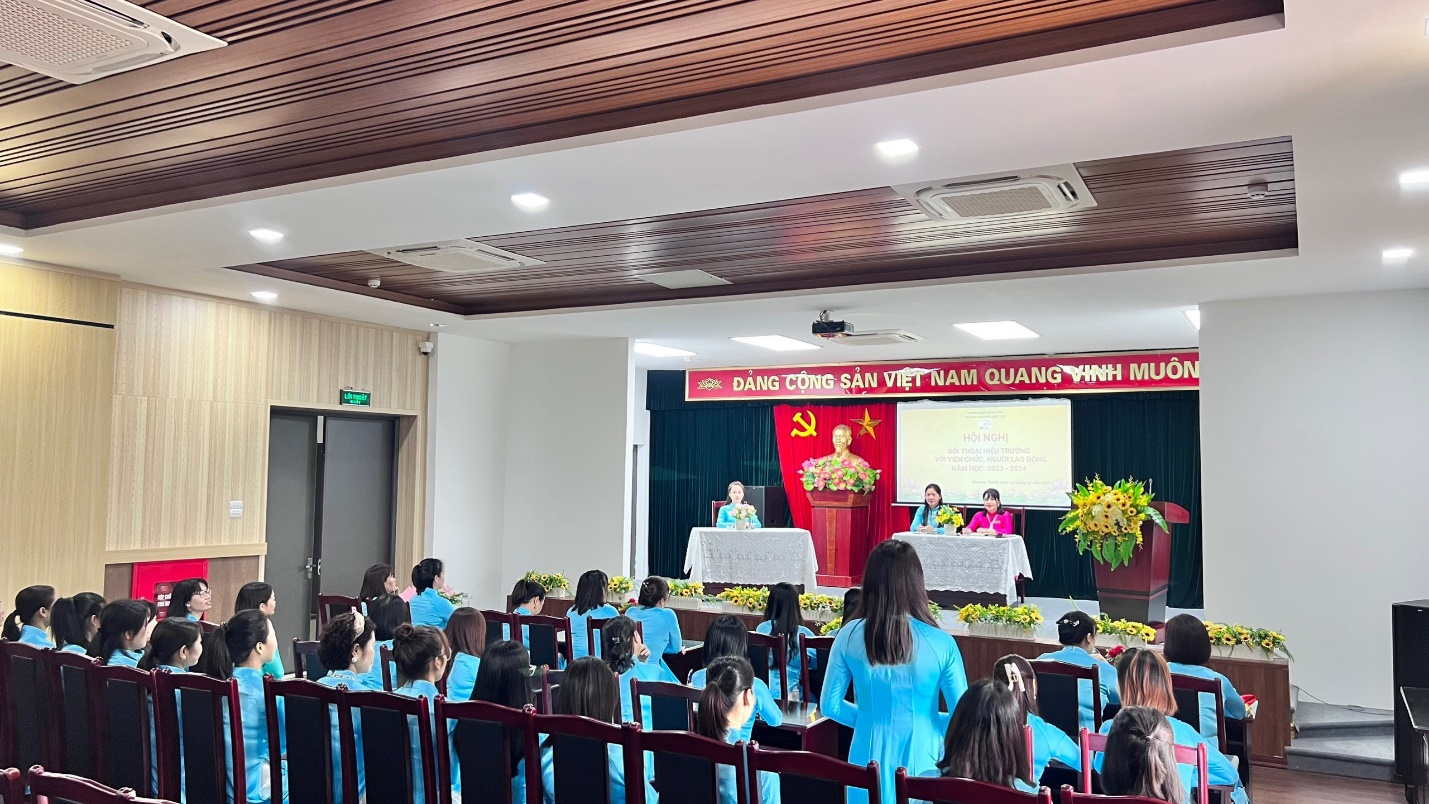 ĐẢNG CỘNG SẢN VIỆT NAM QUANG VINH MUÔN
HỘI NGHỊ
ĐỐI THOẠI HIỆU TRƯỞNG
VỚI VIÊN CHỨC, NGƯỜI LAO ĐỘNG
NĂM HỌC: 2023 - 2024
LỐI THOÁT